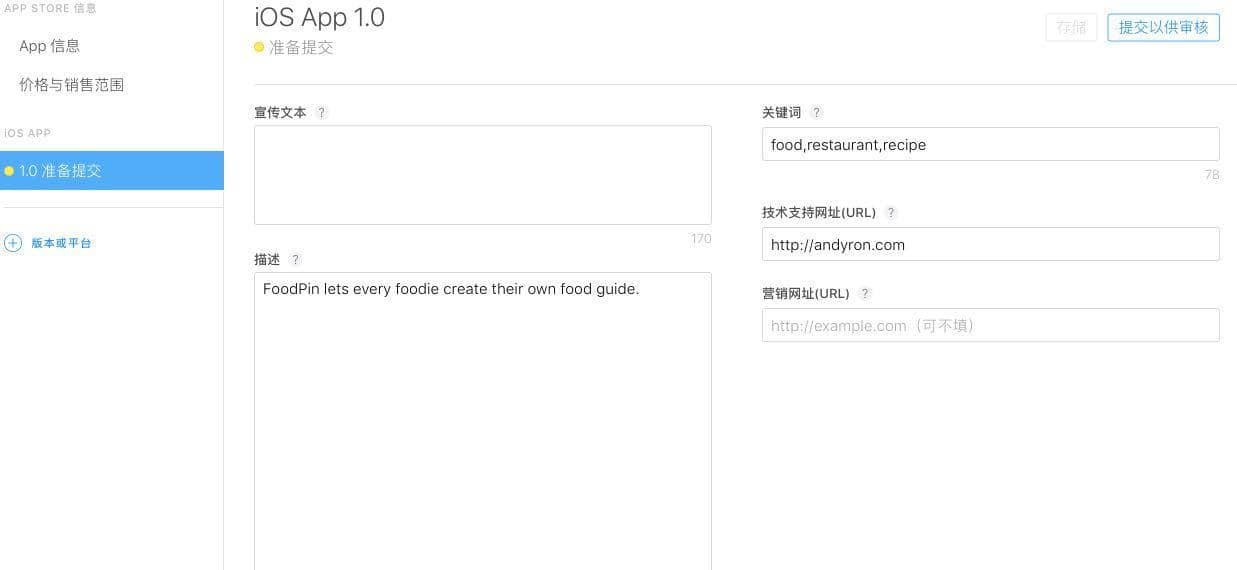 APP STORE 信息
App 信息
价格与销售范围
iOS APP
1.0 准备提交
版本或平台
iOS App 1.0
准备提交
存储
提交以供审核
宣传文本 ?
170
描述 ?
FoodPin lets every foodie create their own food guide.
关键词 ?
food,restaurant,recipe
78
技术支持网址(URL) ?
http://andyron.com
营销网址(URL) ?
http://example.com（可不填）